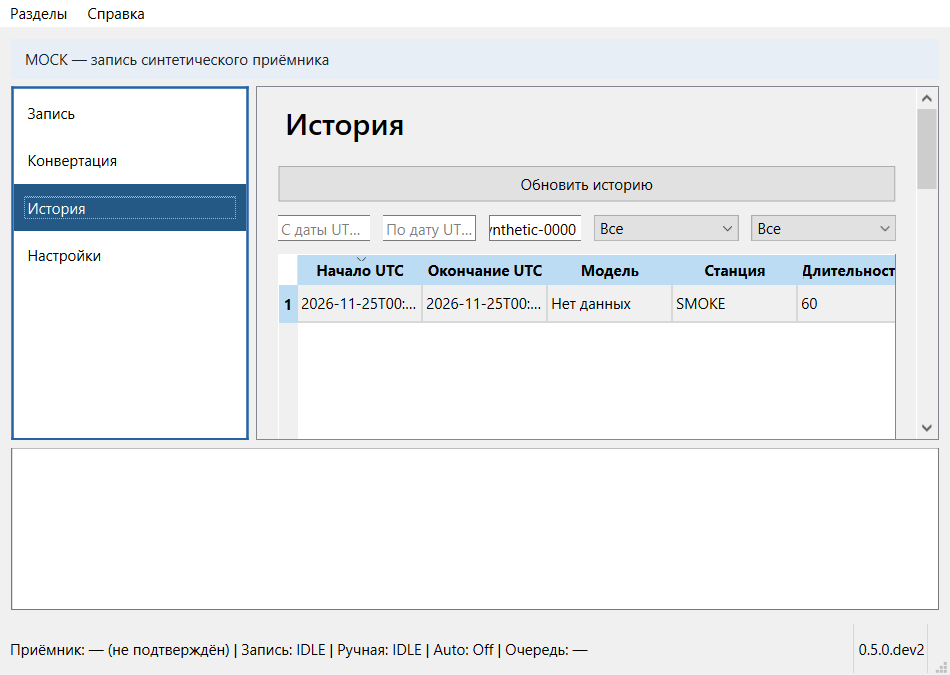 Разделы Справка
МОСК — запись синтетического приёмника
Запись
Конвертация
История
Настройки
История
Обновить историю
С даты UT... По дату UT... ynthetic-0000 Все Все
Начало UTC Окончание UTC Модель Станция Длительност
1 2026-11-25T00:... 2026-11-25T00:... Нет данных SMOKE 60
Приёмник: — (не подтверждён) | Запись: IDLE | Ручная: IDLE | Auto: Off | Очередь: —
0.5.0.dev2